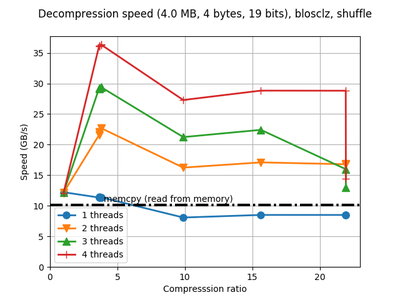 Decompression speed (4.0 MB, 4 bytes, 19 bits), blosclz, shuffle
35
30
25
20
15
10
5
0
Speed (GB/s)
memcpy (read from memory)
1 threads
2 threads
3 threads
4 threads
5
10
15
20
Compresssion ratio